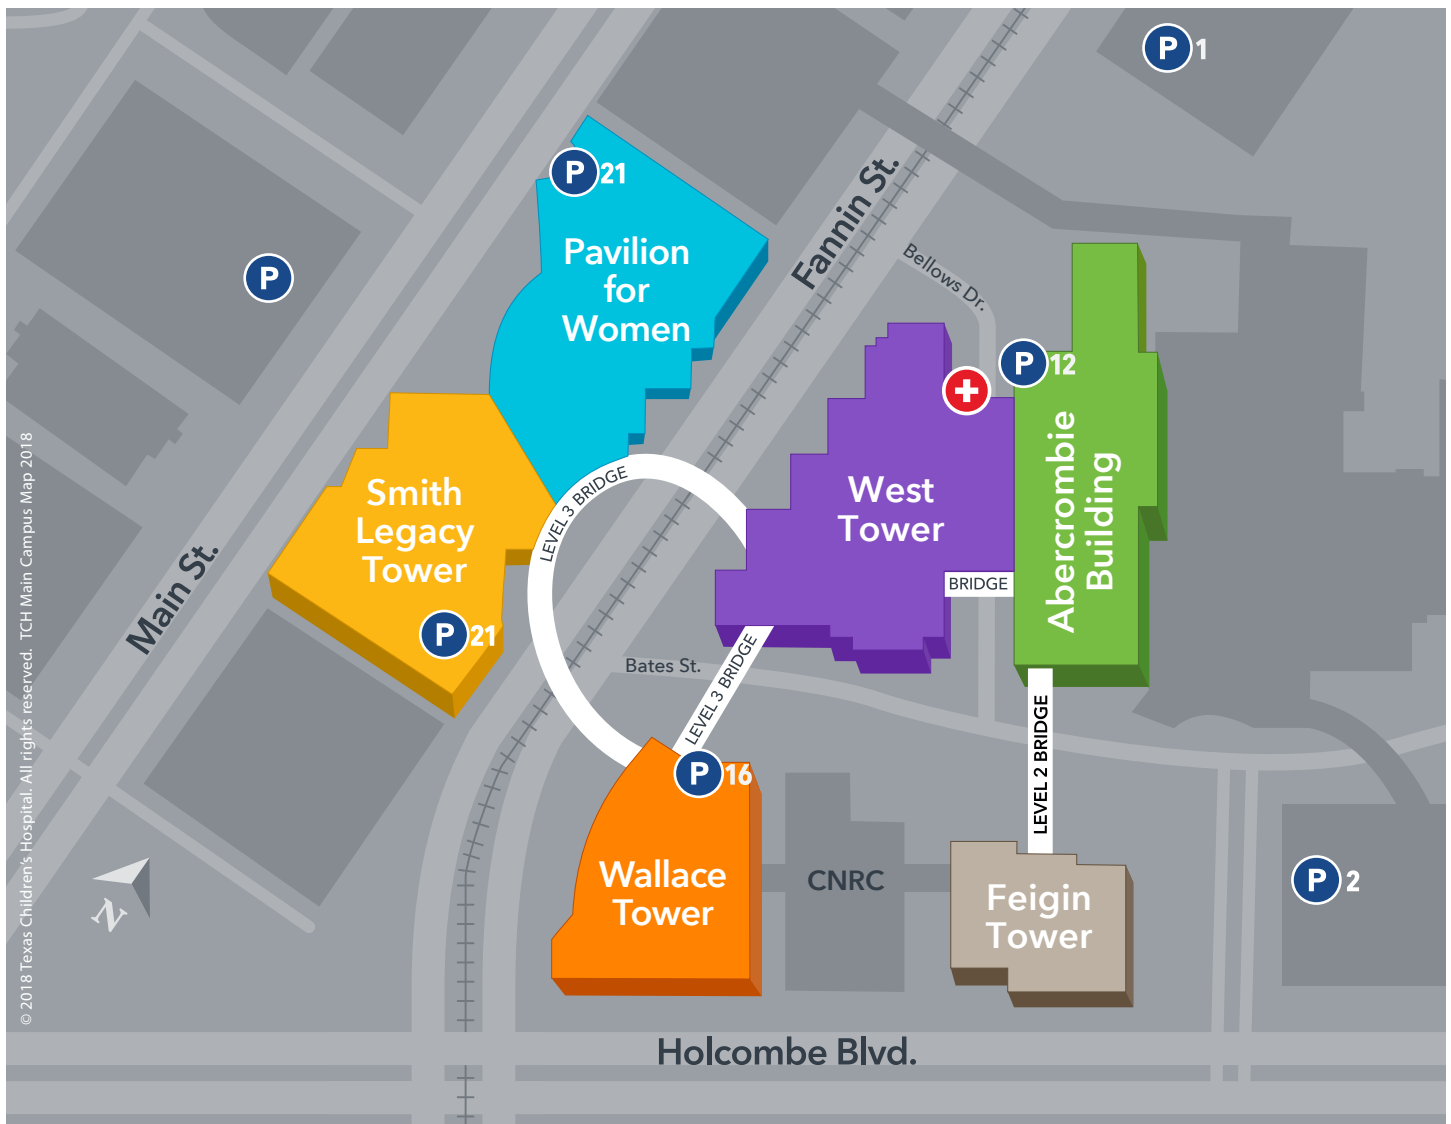 P 1
P 21
Pavilion
for
Women
Fannin St.
Bellows Dr.
P
P 12
Smith
Legacy
Tower
P 21
Main St.
LEVEL 3 BRIDGE
West
Tower
BRIDGE
Abercrombie
Building
Bates St.
LEVEL 3 BRIDGE
LEVEL 2 BRIDGE
P 16
Wallace
Tower
CNRC
Feigin
Tower
P 2
N
Holcombe Blvd.
© 2018 Texas Children's Hospital. All rights reserved. TCH Main Campus Map 2018